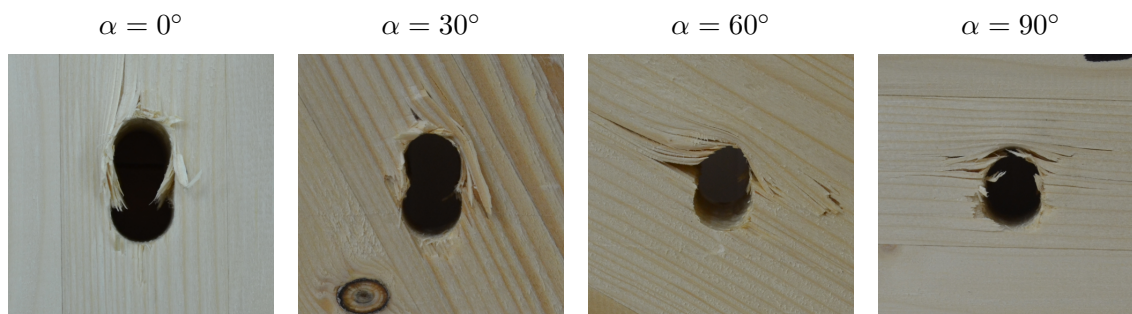 α = 0° α = 30° α = 60° α = 90°